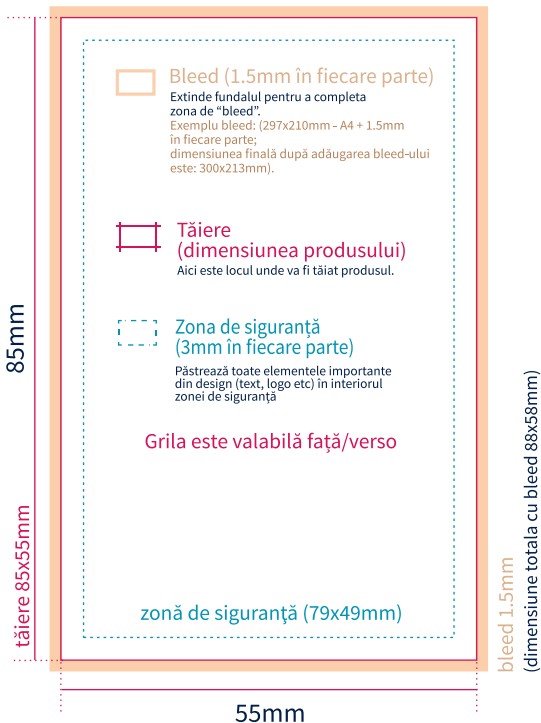 Bleed (1.5mm în fiecare parte)
Extinde fundalul pentru a completa
zona de “bleed”.
Exemplu bleed: (297x210mm - A4 + 1.5mm
în fiecare parte;
dimensiunea finală după adăugarea bleed-ului
este: 300x213mm).
Tăiere
(dimensiunea produsului)
Aici este locul unde va fi tăiat produsul.
Zona de siguranță
(3mm în fiecare parte)
Păstrează toate elementele importante
din design (text, logo etc) în interiorul
zonei de siguranță
Grila este valabilă față/verso
zonă de siguranță (79x49mm)
85mm
tăiere 85x55mm
55mm
bleed 1.5mm
(dimensiune totala cu bleed 88x58mm)